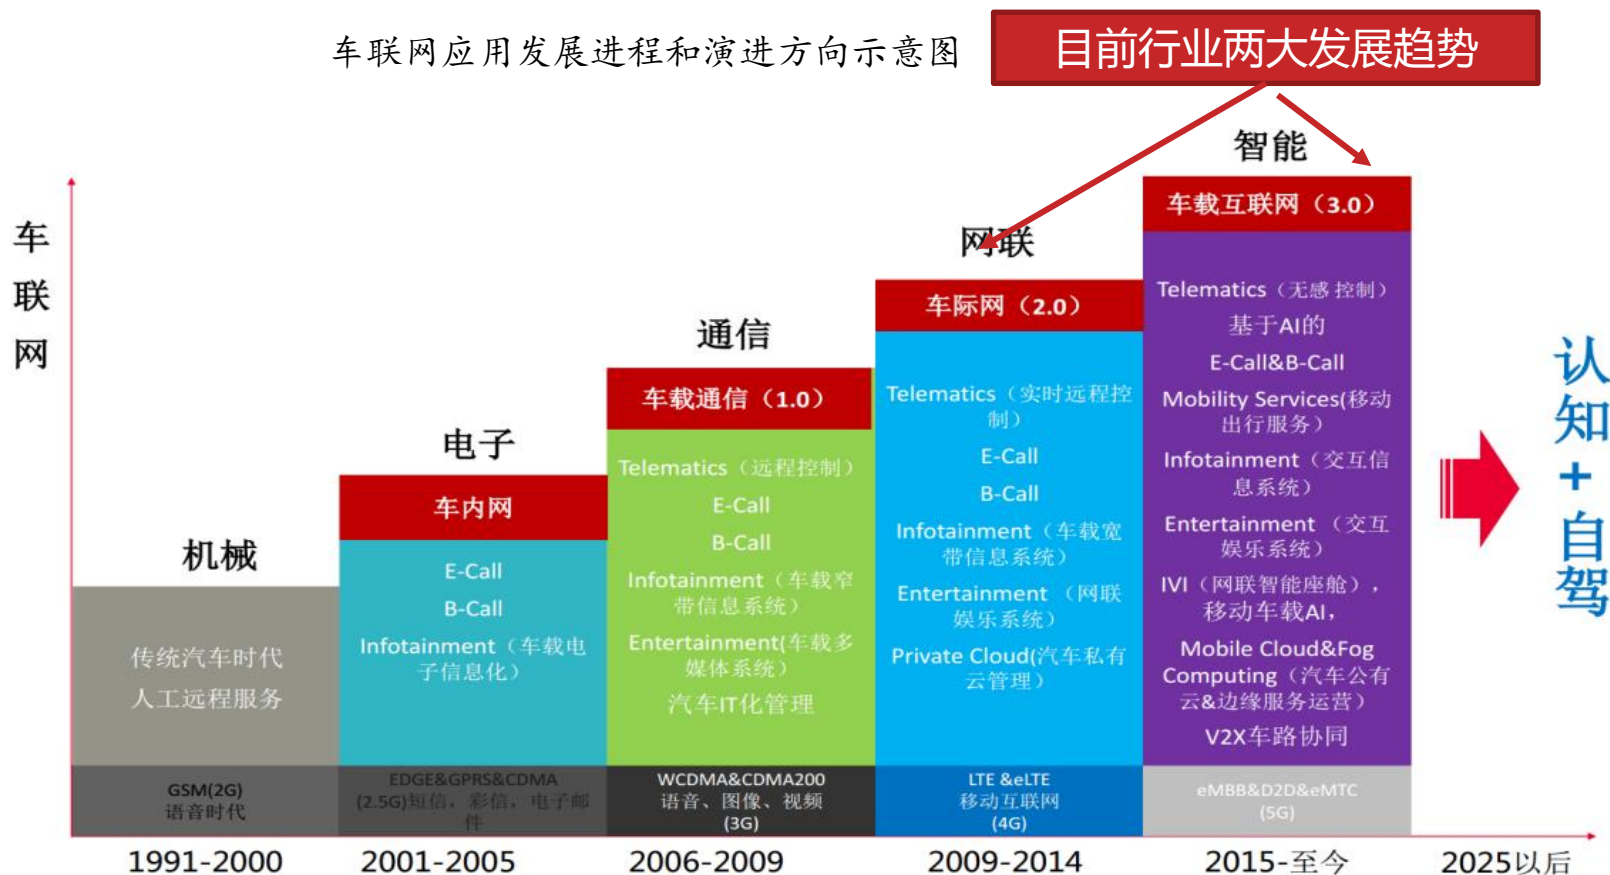 车联网应用发展进程和演进方向示意图
目前行业两大发展趋势
车
联
网
机械
传统汽车时代
人工远程服务
GSM(2G)
语音时代
1991-2000
电子
车内网
E-Call
B-Call
Infotainment（车载电
子信息化）
EDGE&GPRS&CDMA
(2.5G)短信，彩信，电子邮
件
2001-2005
通信
车载通信（1.0）
Telematics（远程控制）
E-Call
B-Call
Infotainment（车载窄
带信息系统）
Entertainment(车载多
媒体系统）
汽车IT化管理
WCDMA&CDMA200
语音、图像、视频
(3G)
2006-2009
网联
车际网（2.0）
Telematics（实时远程控
制）
E-Call
B-Call
Infotainment（车载宽
带信息系统）
Entertainment （网联
娱乐系统）
Private Cloud(汽车私有
云管理）
LTE &eLTE
移动互联网
(4G)
2009-2014
智能
车载互联网（3.0）
Telematics（无感 控制）
基于AI的
E-Call&B-Call
Mobility Services(移动
出行服务）
Infotainment（交互信
息系统）
Entertainment （交互
娱乐系统）
IVI（网联智能座舱），
移动车载AI，
Mobile Cloud&Fog
Computing（汽车公有
云&边缘服务运营）
V2X车路协同
eMBB&D2D&eMTC
(5G)
2015-至今
认
知
+
自
驾
2025以后